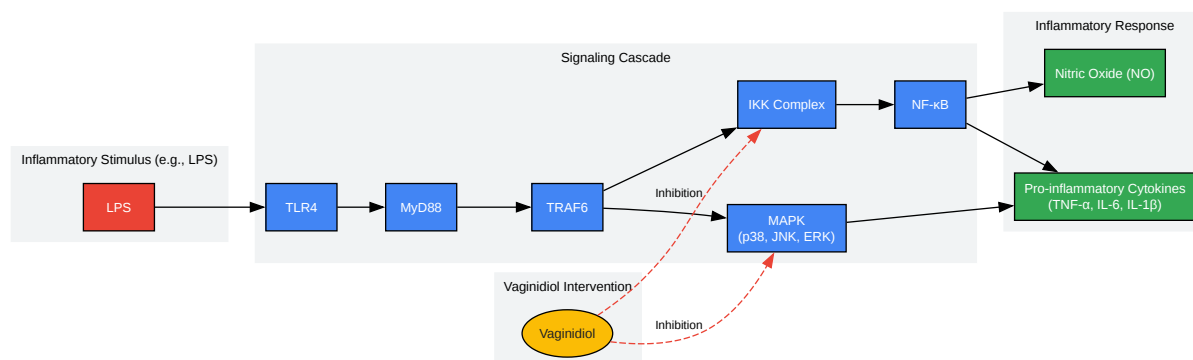 Inflammatory Stimulus (e.g., LPS)
LPS
Signaling Cascade
TLR4
MyD88
TRAF6
IKK Complex
NF-κB
Inhibition
MAPK
(p38, JNK, ERK)
Inflammatory Response
Nitric Oxide (NO)
Pro-inflammatory Cytokines
(TNF-α, IL-6, IL-1β)
Vaginidiol Intervention
Vaginidiol
Inhibition